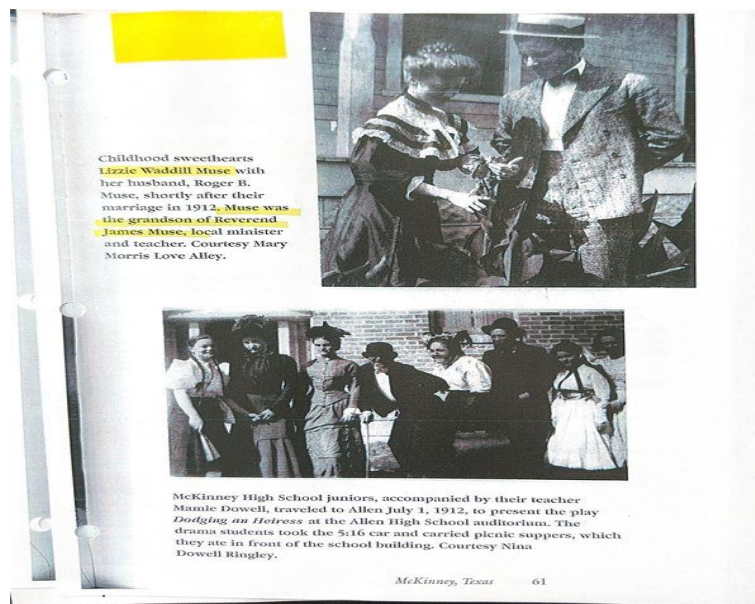 Childhood sweethearts
Lizzie Waddill Muse with
her husband, Roger B.
Muse, shortly after their
marriage in 1912. Muse was
the grandson of Reverend
James Muse, local minister
and teacher. Courtesy Mary
Morris Love Alley.
McKinney High School juniors, accompanied by their teacher
Mamie Dowell, traveled to Allen July 1, 1912, to present the play
Dodging an Heiress at the Allen High School auditorium. The
drama students took the 5:16 car and carried picnic suppers, which
they ate in front of the school building. Courtesy Nina
Dowell Ringley.
McKinney, Texas 61